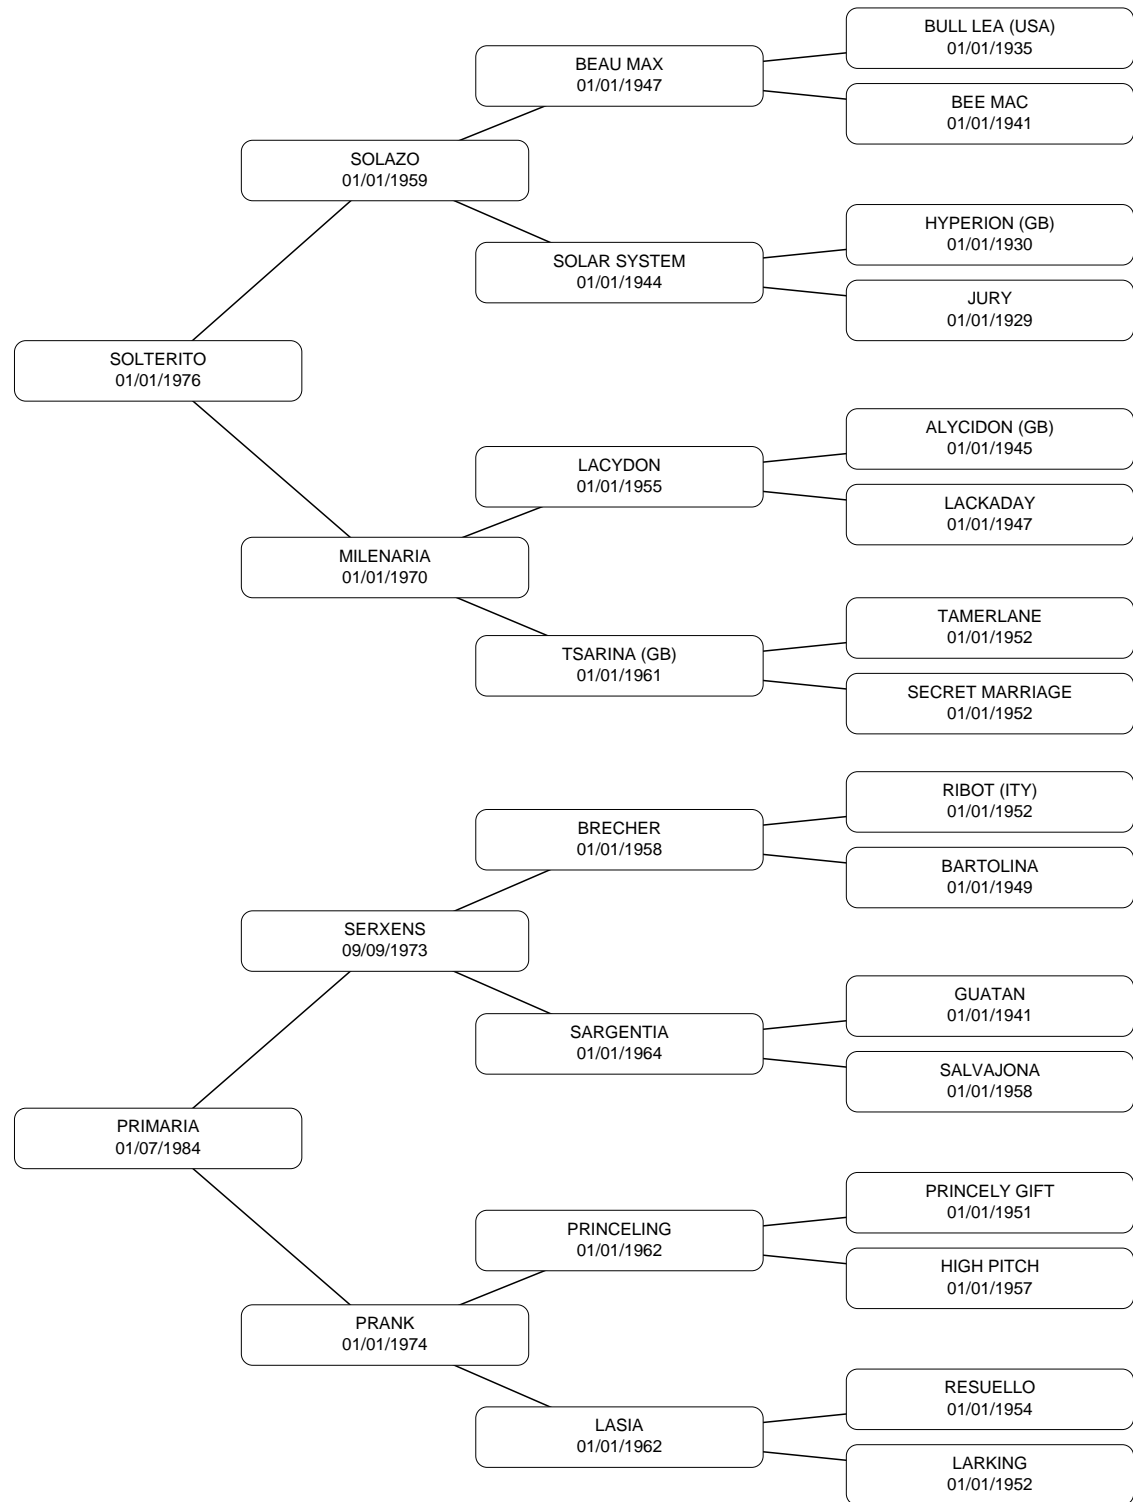 BULL LEA (USA)
01/01/1935
BEAU MAX
01/01/1947
BEE MAC
01/01/1941
SOLAZO
01/01/1959
HYPERION (GB)
01/01/1930
SOLAR SYSTEM
01/01/1944
JURY
01/01/1929
SOLTERITO
01/01/1976
ALYCIDON (GB)
01/01/1945
LACYDON
01/01/1955
LACKADAY
01/01/1947
MILENARIA
01/01/1970
TAMERLANE
01/01/1952
TSARINA (GB)
01/01/1961
SECRET MARRIAGE
01/01/1952
RIBOT (ITY)
01/01/1952
BRECHER
01/01/1958
BARTOLINA
01/01/1949
SERXENS
09/09/1973
GUATAN
01/01/1941
SARGENTIA
01/01/1964
SALVAJONA
01/01/1958
PRIMARIA
01/07/1984
PRINCELY GIFT
01/01/1951
PRINCELING
01/01/1962
HIGH PITCH
01/01/1957
PRANK
01/01/1974
RESUELLO
01/01/1954
LASIA
01/01/1962
LARKING
01/01/1952